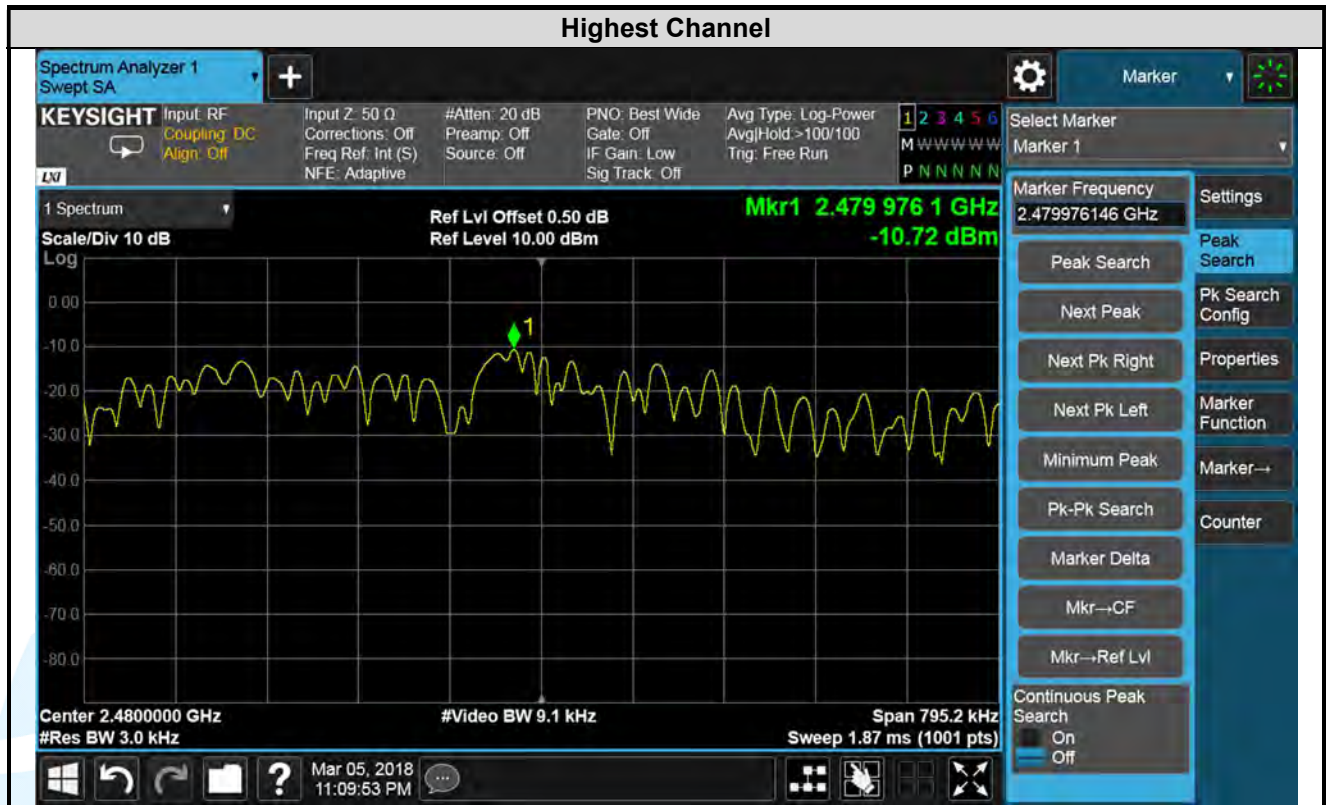 Highest Channel
Spectrum Analyzer 1
Swept SA
+
Marker
KEYSIGHT
Input: RF
Coupling: DC
Align: Off
Input Z: 50 Ω
Corrections: Off
Freq Ref: Int (S)
NFE: Adaptive
#Atten: 20 dB
Preamp: Off
Source: Off
PNO: Best Wide
Gate: Off
IF Gain: Low
Sig Track: Off
Avg Type: Log-Power
Avg|Hold:>100/100
Trig: Free Run
1 2 3 4 5 6
M W W W W W
P N N N N N
LXI
Select Marker
Marker 1
1 Spectrum
Scale/Div 10 dB
Log
Ref Lvl Offset 0.50 dB
Ref Level 10.00 dBm
Mkr1 2.479 976 1 GHz
-10.72 dBm
0.00
-10.0
-20.0
-30.0
-40.0
-50.0
-60.0
-70.0
-80.0
1
Center 2.4800000 GHz
#Res BW 3.0 kHz
#Video BW 9.1 kHz
Span 795.2 kHz
Sweep 1.87 ms (1001 pts)
Marker Frequency
2.479976146 GHz
Peak Search
Next Peak
Next Pk Right
Next Pk Left
Minimum Peak
Pk-Pk Search
Marker Delta
Mkr→CF
Mkr→Ref Lvl
Continuous Peak
Search
On
Off
Settings
Peak
Search
Pk Search
Config
Properties
Marker
Function
Marker→
Counter
?
Mar 05, 2018
11:09:53 PM